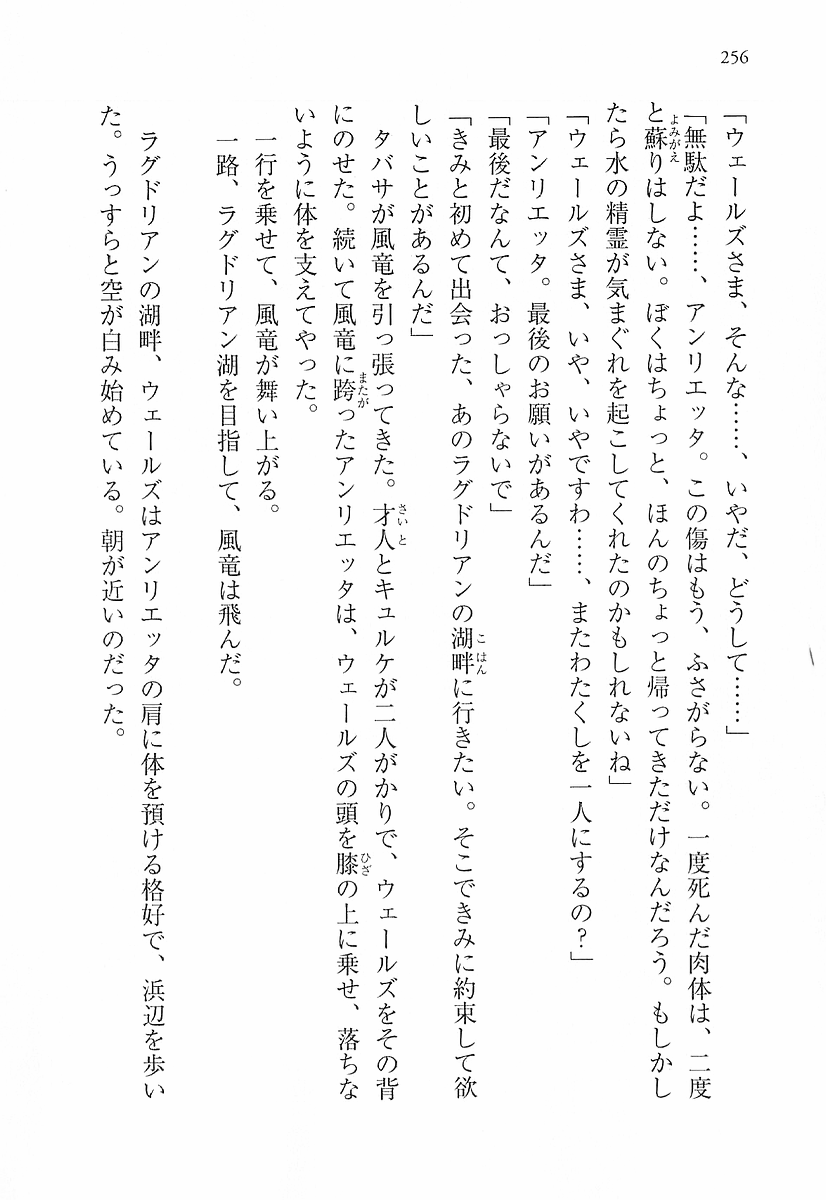 256
「ウェールズさま、そんな……、いやだ、どうして……」
「無駄だよ……、アンリエッタ。この傷はもう、ふさがらない。一度死んだ肉体は、二度
と蘇りはしない。ぼくはちょっと、ほんのちょっと帰ってきただけなんだろう。もしかし
たら水の精霊が気まぐれを起こしてくれたのかもしれないね」
「ウェールズさま、いや、いやですわ……、またわたくしを一人にするの？」
「アンリエッタ。最後のお願いがあるんだ」
「最後だなんて、おっしゃらないで」
「きみと初めて出会った、あのラグドリアンの湖畔に行きたい。そこできみに約束して欲
しいことがあるんだ」
タバサが風竜を引っ張ってきた。才人とキュルケが二人がかりで、ウェールズをその背
にのせた。続いて風竜に跨ったアンリエッタは、ウェールズの頭を膝の上に乗せ、落ちな
いように体を支えてやった。
一行を乗せて、風竜が舞い上がる。
一路、ラグドリアン湖を目指して、風竜は飛んだ。
ラグドリアンの湖畔、ウェールズはアンリエッタの肩に体を預ける格好で、浜辺を歩い
た。うっすらと空が白み始めている。朝が近いのだった。